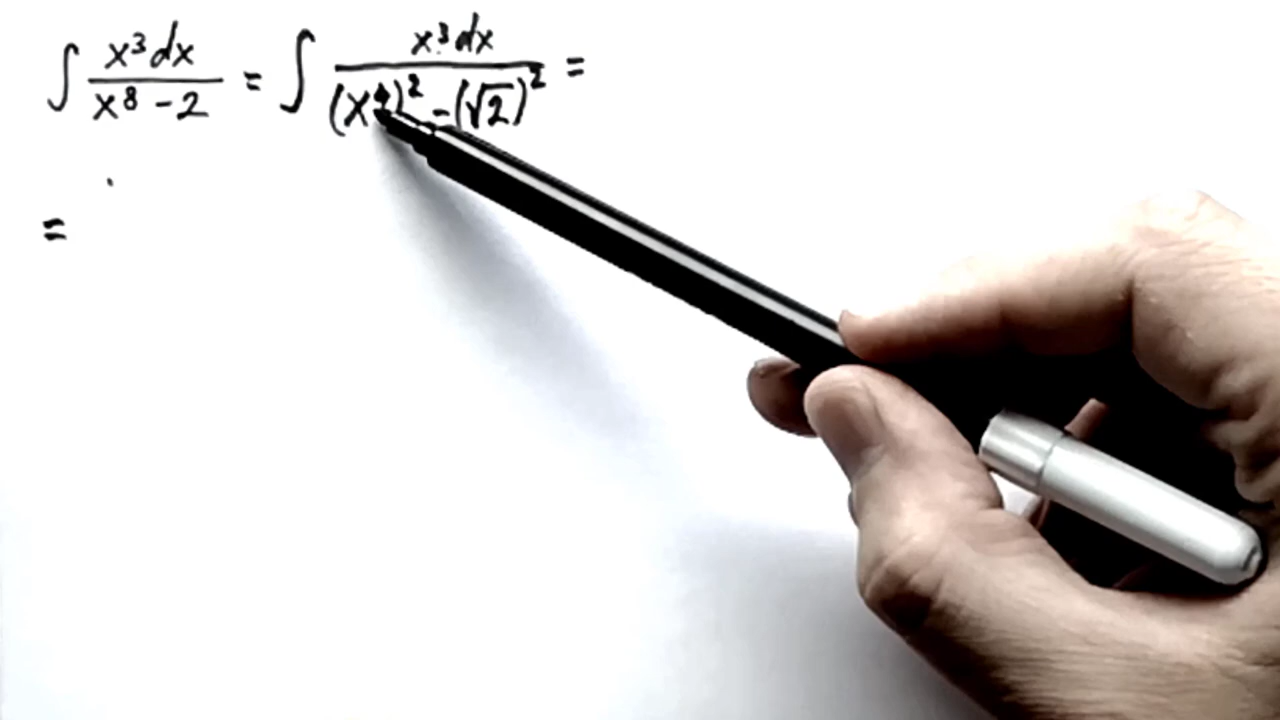 ∫ x³dx / x⁸ - 2 = ∫ x³dx / (x⁴)² - (√2)² =
=